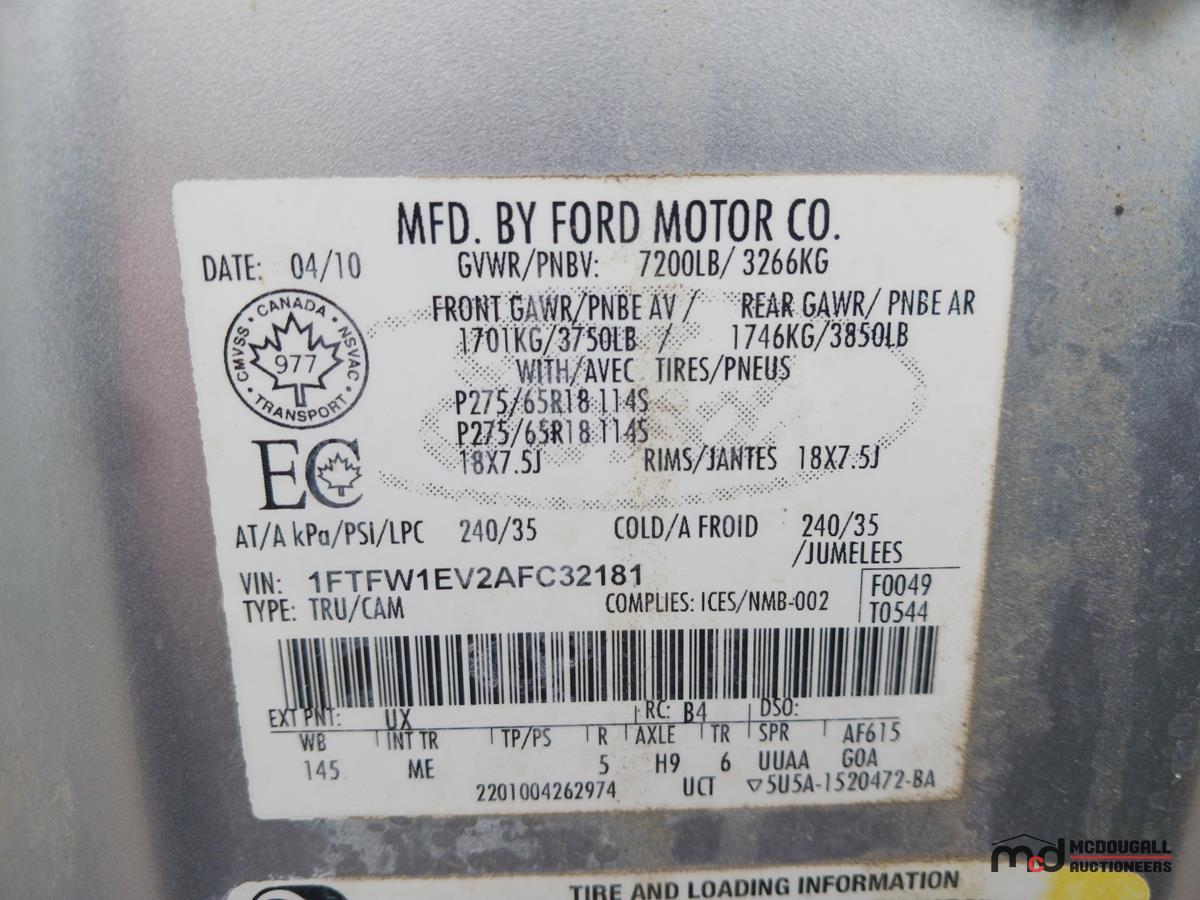 MFD. BY FORD MOTOR CO.
DATE: 04/10 GVWR/PNBV: 7200LB/ 3266KG
FRONT GAWR/PNBE AV / REAR GAWR/ PNBE AR
1701KG/3750LB / 1746KG/3850LB
WITH/AVEC TIRES/PNEUS
CMVSS · CANADA · NSVAC · TRANSPORT ·
977
P275/65R18 114S
P275/65R18 114S
18X7.5J RIMS/JANTES 18X7.5J
EC
AT/A kPa/PSI/LPC 240/35 COLD/A FROID 240/35
/JUMELEES
VIN: 1FTFW1EV2AFC32181
F0049
TYPE: TRU/CAM COMPLIES: ICES/NMB-002
T0544
EXT PNT: UX RC: B4 DSO:
WB INT TR TP/PS R AXLE TR SPR AF615
145 ME 5 H9 6 UUAA GOA
2201004262974 UCT ▽5U5A-1520472-BA
TIRE AND LOADING INFORMATION
mcd MCDOUGALL
AUCTIONEERS